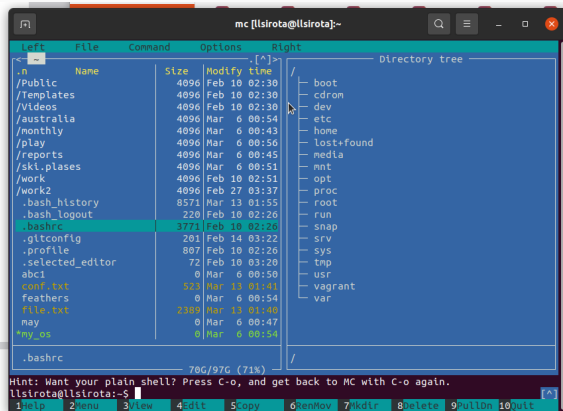 mc [llsirota@llsirota]:~
Left File Command Options Right
<─ ~ ─.[^]>
.n Name Size Modify time
/Public 4096 Feb 10 02:30
/Templates 4096 Feb 10 02:30
/Videos 4096 Feb 10 02:30
/australia 4096 Mar 6 00:54
/monthly 4096 Mar 6 00:43
/play 4096 Mar 6 00:56
/reports 4096 Mar 6 00:45
/ski.plases 4096 Mar 6 00:51
/work 4096 Feb 10 02:51
/work2 4096 Feb 27 03:37
.bash_history 8571 Mar 13 01:55
.bash_logout 220 Feb 10 02:26
.bashrc 3771 Feb 10 02:26
.gitconfig 201 Feb 14 03:22
.profile 807 Feb 10 02:26
.selected_editor 72 Feb 10 03:20
abc1 0 Mar 6 00:50
conf.txt 523 Mar 13 01:41
feathers 0 Mar 6 00:54
file.txt 2389 Mar 13 01:40
may 0 Mar 6 00:47
*my_os 0 Mar 6 00:54
.bashrc
70G/97G (71%)
Directory tree
/
boot
cdrom
dev
etc
home
lost+found
media
mnt
opt
proc
root
run
snap
srv
sys
tmp
usr
vagrant
var
/
Hint: Want your plain shell? Press C-o, and get back to MC with C-o again.
llsirota@llsirota:~$ [^]
1Help 2Menu 3View 4Edit 5Copy 6RenMov 7Mkdir 8Delete 9PullDn 10Quit